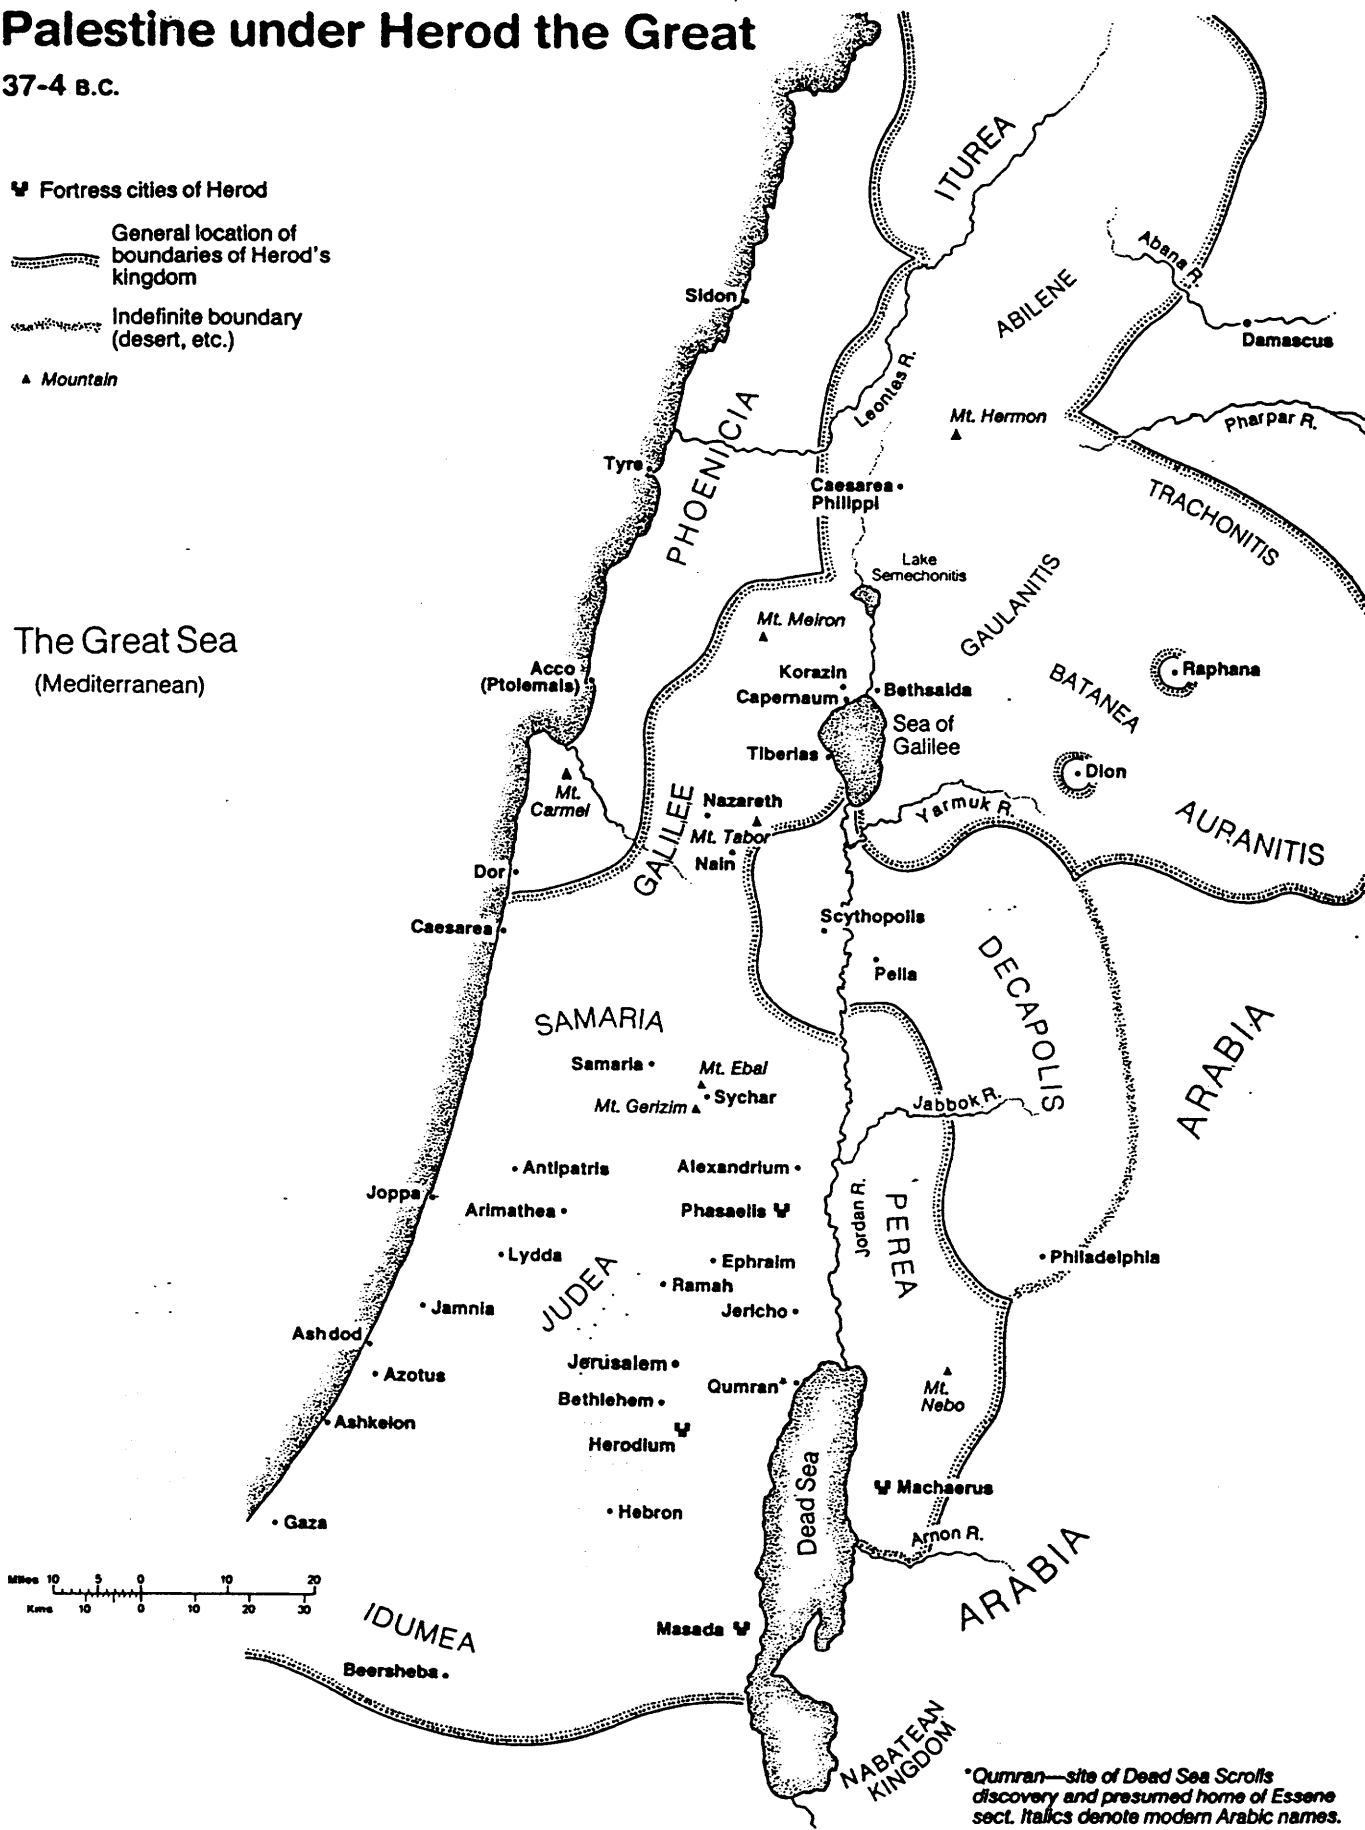 Palestine under Herod the Great
37-4 B.C.
Fortress cities of Herod
General location of
boundaries of Herod's
kingdom
Indefinite boundary
(desert, etc.)
Mountain
ITUREA
Abana R.
Sidon
ABILENE
Damascus
Leontes R.
PHOENICIA
Mt. Hermon
Pharpar R.
Tyre
Caesarea
Philippi
TRACHONITIS
Lake
Semechonitis
GAULANITIS
The Great Sea
(Mediterranean)
Mt. Meiron
Acco
(Ptolemais)
Korazin
Capernaum
Bethsaida
BATANEA
Raphana
Sea of
Galilee
Tiberias
Dion
Mt.
Carmel
GALILEE
Nazareth
Mt. Tabor
Nain
Yarmuk R.
AURANITIS
Dor
Caesarea
Scythopolis
Pella
DECAPOLIS
SAMARIA
ARABIA
Samaria
Mt. Ebal
Sychar
Mt. Gerizim
Jabbok R.
Antipatris
Alexandrium
Joppa
Arimathea
Phasaelis
Jordan R.
PEREA
Lydda
Ephraim
Philadelphia
JUDEA
Ramah
Jamnia
Jericho
Ashdod
Azotus
Jerusalem
Qumran*
Mt.
Nebo
Bethlehem
Ashkelon
Herodium
Dead Sea
Machaerus
Hebron
Gaza
Arnon R.
ARABIA
Miles 10 5 0 10 20
Kms 10 0 10 20 30
IDUMEA
Masada
Beersheba
NABATEAN
KINGDOM
*Qumran—site of Dead Sea Scrolls
discovery and presumed home of Essene
sect. Italics denote modern Arabic names.